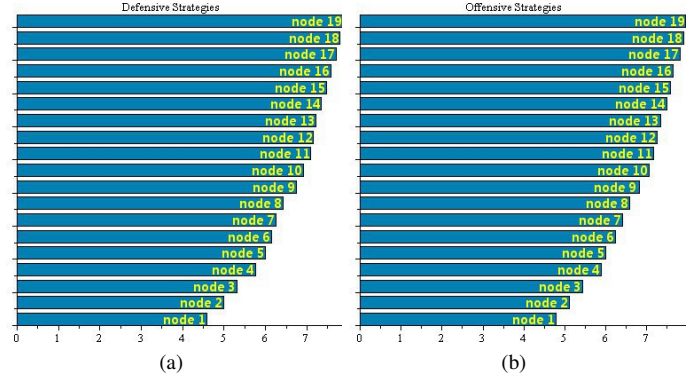 Defensive Strategies
node 19
node 18
node 17
node 16
node 15
node 14
node 13
node 12
node 11
node 10
node 9
node 8
node 7
node 6
node 5
node 4
node 3
node 2
node 1
0 1 2 3 4 5 6 7
(a)
Offensive Strategies
node 19
node 18
node 17
node 16
node 15
node 14
node 13
node 12
node 11
node 10
node 9
node 8
node 7
node 6
node 5
node 4
node 3
node 2
node 1
0 1 2 3 4 5 6 7
(b)